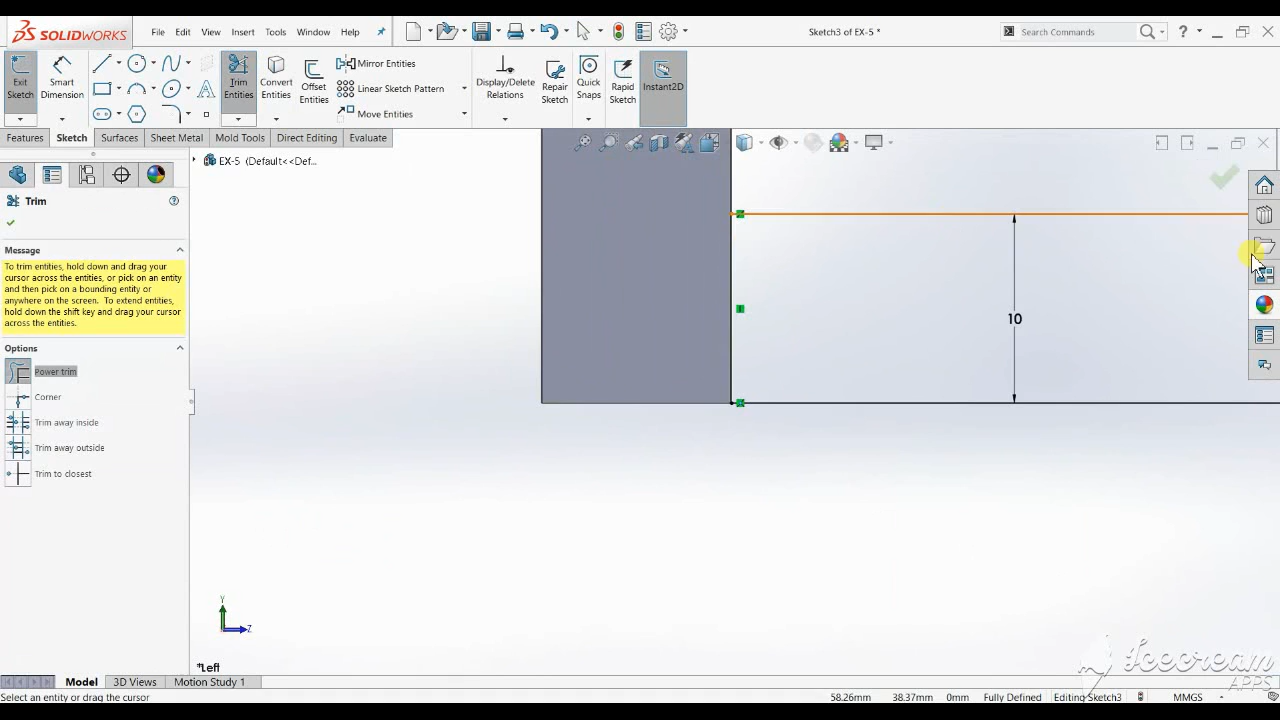 SOLIDWORKS
File
Edit
View
Insert
Tools
Window
Help
Sketch3 of EX-5 *
Search Commands
Exit Sketch
Smart Dimension
Trim Entities
Convert Entities
Offset Entities
Mirror Entities
Linear Sketch Pattern
Move Entities
Display/Delete Relations
Repair Sketch
Quick Snaps
Rapid Sketch
Instant2D
Features
Sketch
Surfaces
Sheet Metal
Mold Tools
Direct Editing
Evaluate
EX-5 (Default<<Def...
Trim
Message
To trim entities, hold down and drag your
cursor across the entities, or pick on an entity
and then pick on a bounding entity or
anywhere on the screen. To extend entities,
hold down the shift key and drag your cursor
across the entities.
Options
Power trim
Corner
Trim away inside
Trim away outside
Trim to closest
10
Y
Z
*Left
Icecream
APPS
Model
3D Views
Motion Study 1
Select an entity or drag the cursor
58.26mm
38.37mm
0mm
Fully Defined
Editing Sketch3
MMGS